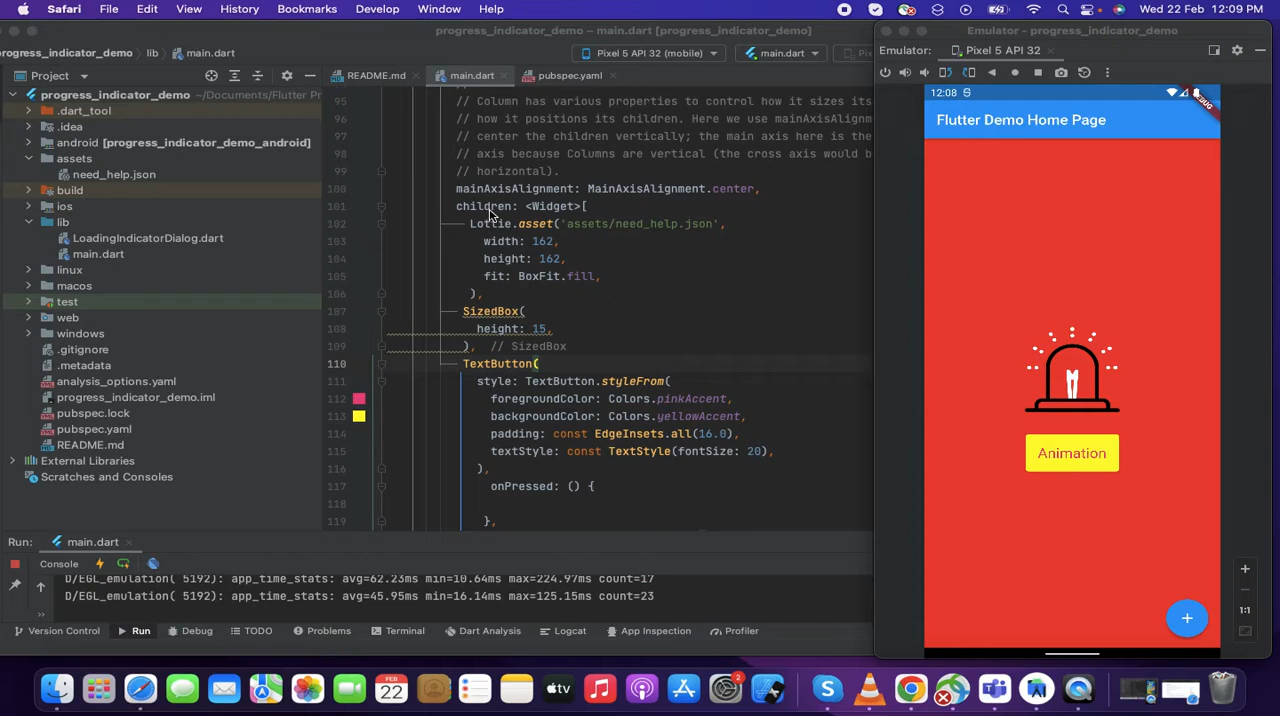 Safari File Edit View History Bookmarks Develop Window Help Wed 22 Feb 12:09 PM
progress_indicator_demo – main.dart [progress_indicator_demo]
Emulator - progress_indicator_demo
progress_indicator_demo lib main.dart
Pixel 5 API 32 (mobile) main.dart
Emulator: Pixel 5 API 32
Project
README.md main.dart pubspec.yaml
progress_indicator_demo ~/Documents/Flutter Pr
.dart_tool
.idea
android [progress_indicator_demo_android]
assets
need_help.json
build
ios
lib
LoadingIndicatorDialog.dart
main.dart
linux
macos
test
web
windows
.gitignore
.metadata
analysis_options.yaml
progress_indicator_demo.iml
pubspec.lock
pubspec.yaml
README.md
External Libraries
Scratches and Consoles
95 // Column has various properties to control how it sizes its
96 // how it positions its children. Here we use mainAxisAlignm
97 // center the children vertically; the main axis here is the
98 // axis because Columns are vertical (the cross axis would b
99 // horizontal).
100 mainAxisAlignment: MainAxisAlignment.center,
101 children: <Widget>[
102 Lottie.asset('assets/need_help.json',
103 width: 162,
104 height: 162,
105 fit: BoxFit.fill,
106 ),
107 SizedBox(
108 height: 15,
109 ), // SizedBox
110 TextButton(
111 style: TextButton.styleFrom(
112 foregroundColor: Colors.pinkAccent,
113 backgroundColor: Colors.yellowAccent,
114 padding: const EdgeInsets.all(16.0),
115 textStyle: const TextStyle(fontSize: 20),
116 ),
117 onPressed: () {
118
119 },
12:08
DEBUG
Flutter Demo Home Page
Animation
+
1:1
Run: main.dart
Console
D/EGL_emulation( 5192): app_time_stats: avg=62.23ms min=10.64ms max=224.97ms count=17
D/EGL_emulation( 5192): app_time_stats: avg=45.95ms min=16.14ms max=125.15ms count=23
Version Control Run Debug TODO Problems Terminal Dart Analysis Logcat App Inspection Profiler
FEB
22
tv
2